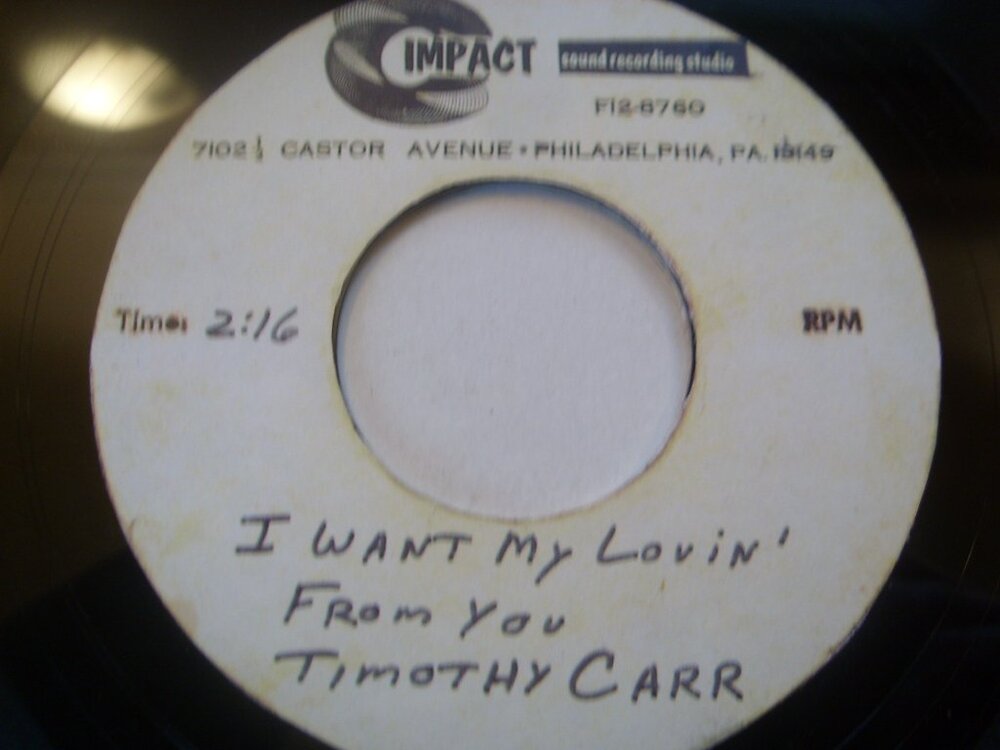 IMPACT sound recording studio
FI2-8760
7102½ CASTOR AVENUE • PHILADELPHIA, PA. 19149
Time: 2:16 RPM
I WANT My LoviN'
FRom You
TimoTHY CARR